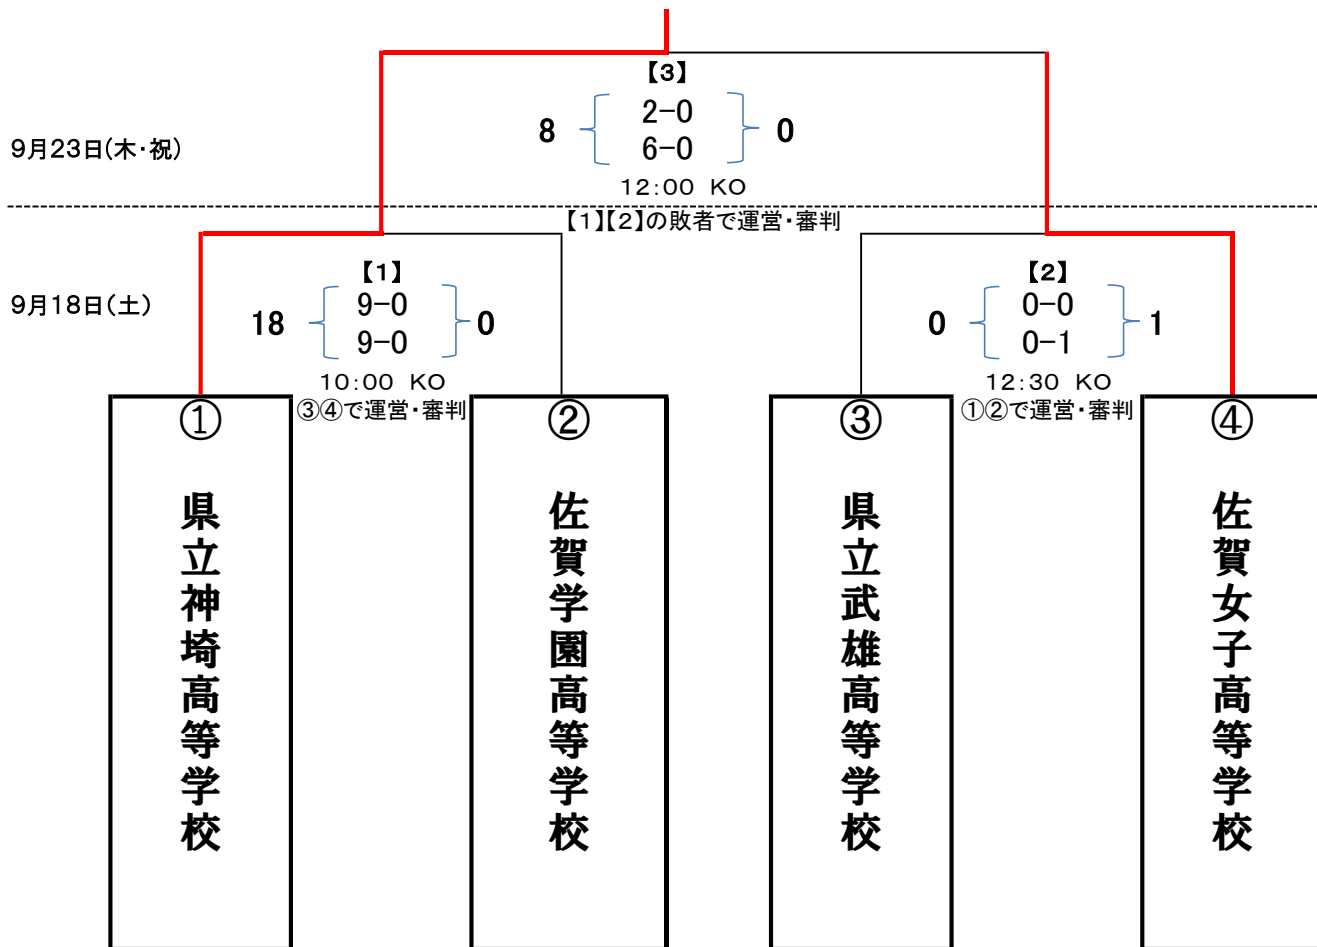 【3】
2-0
8
0
6-0
9月23日(木・祝)
12:00 KO
【1】【2】の敗者で運営・審判
【1】
【2】
9月18日(土)
9-0
18
0
9-0
0-0
0
1
0-1
10:00 KO
12:30 KO
③④で運営・審判
①②で運営・審判
①
②
③
④
県立神埼高等学校
佐賀学園高等学校
県立武雄高等学校
佐賀女子高等学校